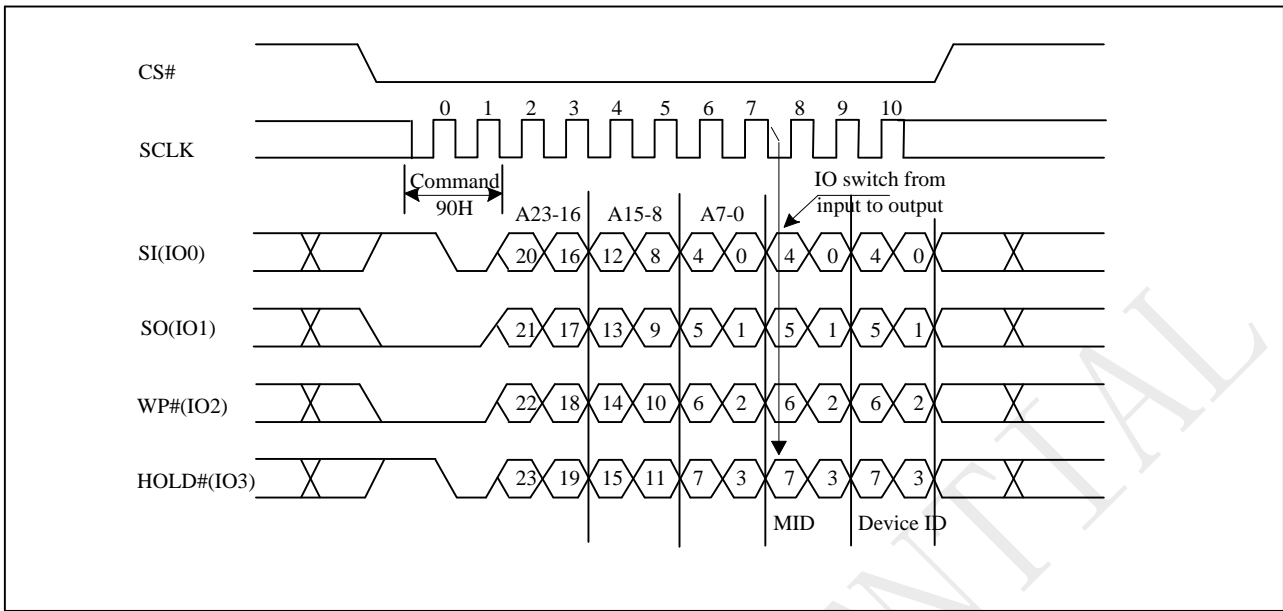 CS#
0 1 2 3 4 5 6 7 8 9 10
SCLK
Command
90H
IO switch from
input to output
A23-16 A15-8 A7-0
SI(IO0)
20 16 12 8 4 0 4 0 4 0
SO(IO1)
21 17 13 9 5 1 5 1 5 1
WP#(IO2)
22 18 14 10 6 2 6 2 6 2
HOLD#(IO3)
23 19 15 11 7 3 7 3 7 3
MID Device ID
NTIAL